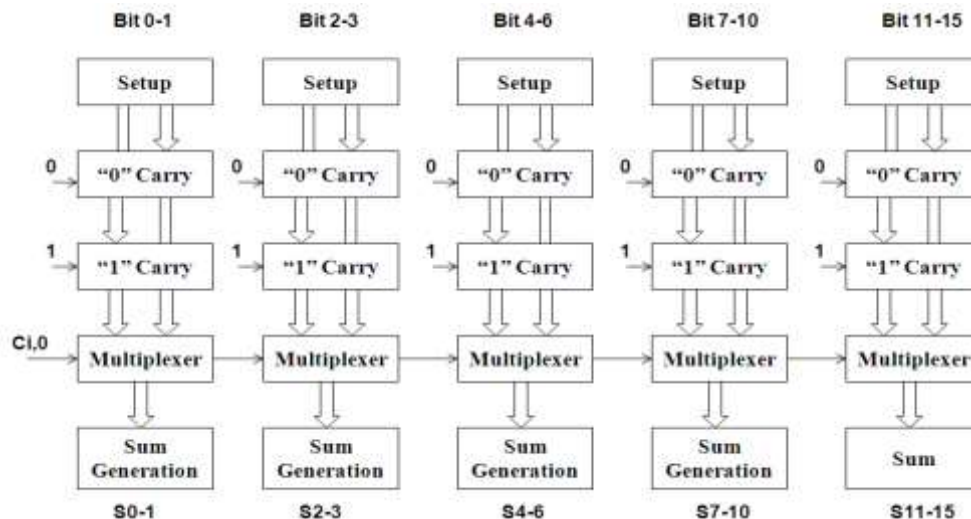 Bit 0-1 Bit 2-3 Bit 4-6 Bit 7-10 Bit 11-15
Setup Setup Setup Setup Setup
0 0 0 0 0
“0” Carry “0” Carry “0” Carry “0” Carry “0” Carry
1 1 1 1 1
“1” Carry “1” Carry “1” Carry “1” Carry “1” Carry
Ci,0
Multiplexer Multiplexer Multiplexer Multiplexer Multiplexer
Sum Sum Sum Sum Sum
Generation Generation Generation Generation
S0-1 S2-3 S4-6 S7-10 S11-15